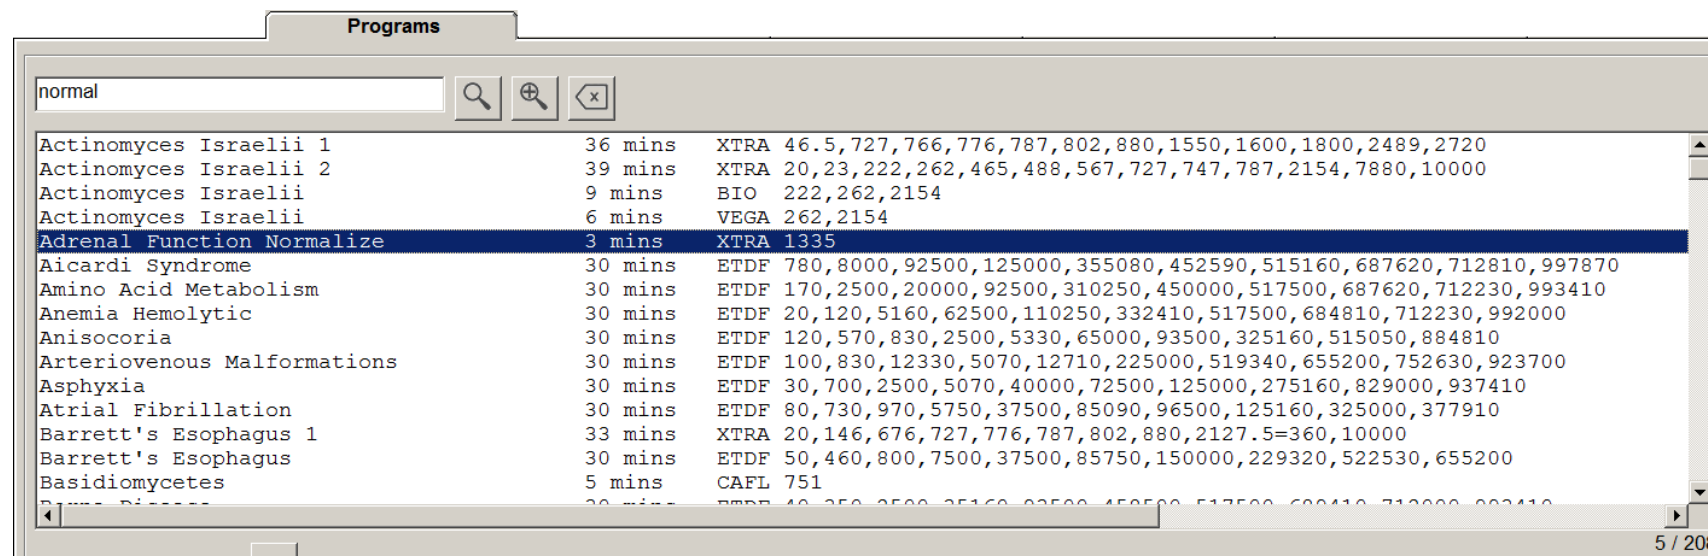 Programs
normal
Actinomyces Israelii 1 36 mins XTRA 46.5,727,766,776,787,802,880,1550,1600,1800,2489,2720
Actinomyces Israelii 2 39 mins XTRA 20,23,222,262,465,488,567,727,747,787,2154,7880,10000
Actinomyces Israelii 9 mins BIO 222,262,2154
Actinomyces Israelii 6 mins VEGA 262,2154
Adrenal Function Normalize 3 mins XTRA 1335
Aicardi Syndrome 30 mins ETDF 780,8000,92500,125000,355080,452590,515160,687620,712810,997870
Amino Acid Metabolism 30 mins ETDF 170,2500,20000,92500,310250,450000,517500,687620,712230,993410
Anemia Hemolytic 30 mins ETDF 20,120,5160,62500,110250,332410,517500,684810,712230,992000
Anisocoria 30 mins ETDF 120,570,830,2500,5330,65000,93500,325160,515050,884810
Arteriovenous Malformations 30 mins ETDF 100,830,12330,5070,12710,225000,519340,655200,752630,923700
Asphyxia 30 mins ETDF 30,700,2500,5070,40000,72500,125000,275160,829000,937410
Atrial Fibrillation 30 mins ETDF 80,730,970,5750,37500,85090,96500,125160,325000,377910
Barrett's Esophagus 1 33 mins XTRA 20,146,676,727,776,787,802,880,2127.5=360,10000
Barrett's Esophagus 30 mins ETDF 50,460,800,7500,37500,85750,150000,229320,522530,655200
Basidiomycetes 5 mins CAFL 751
5 / 208